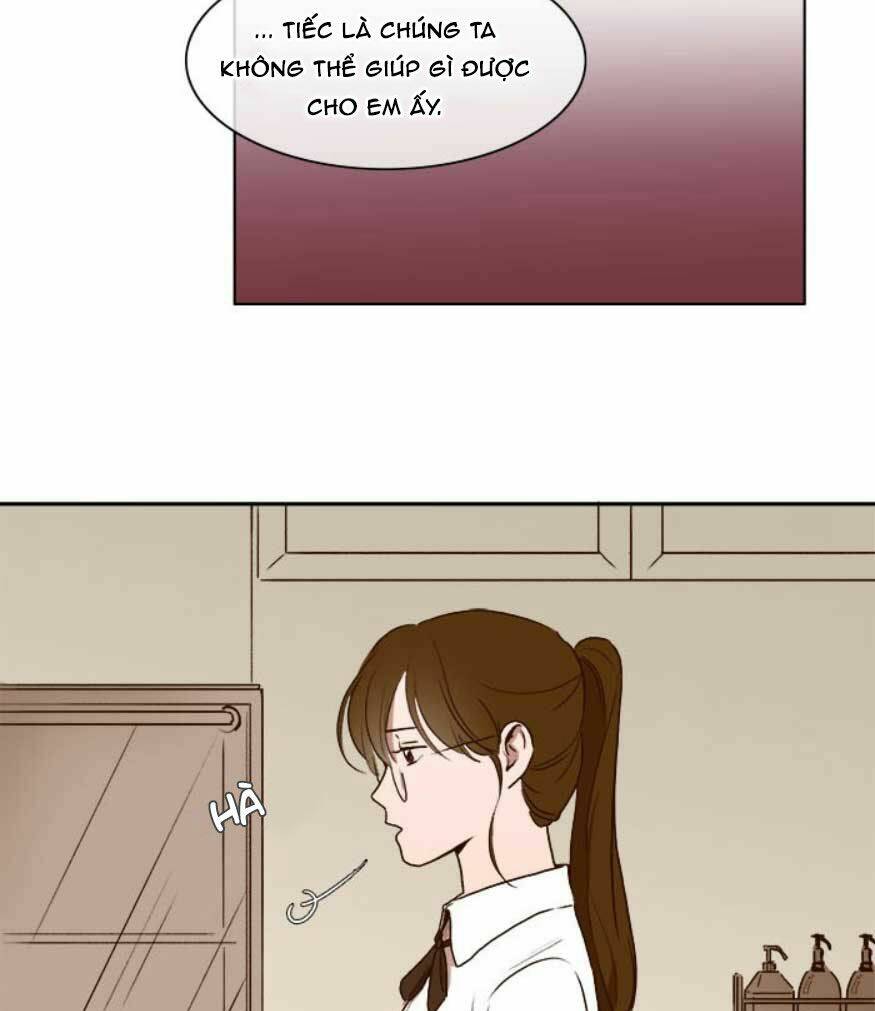 ... TIẾC LÀ CHÚNG TA
KHÔNG THỂ GIÚP GÌ ĐƯỢC
CHO EM ẤY.
HÀ